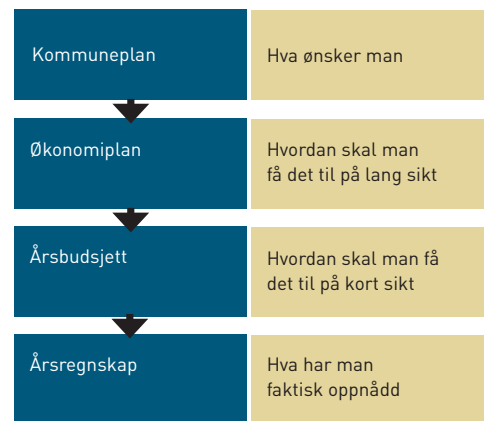 Kommuneplan
Hva ønsker man
Økonomiplan
Hvordan skal man
få det til på lang sikt
Årsbudsjett
Hvordan skal man få
det til på kort sikt
Årsregnskap
Hva har man
faktisk oppnådd